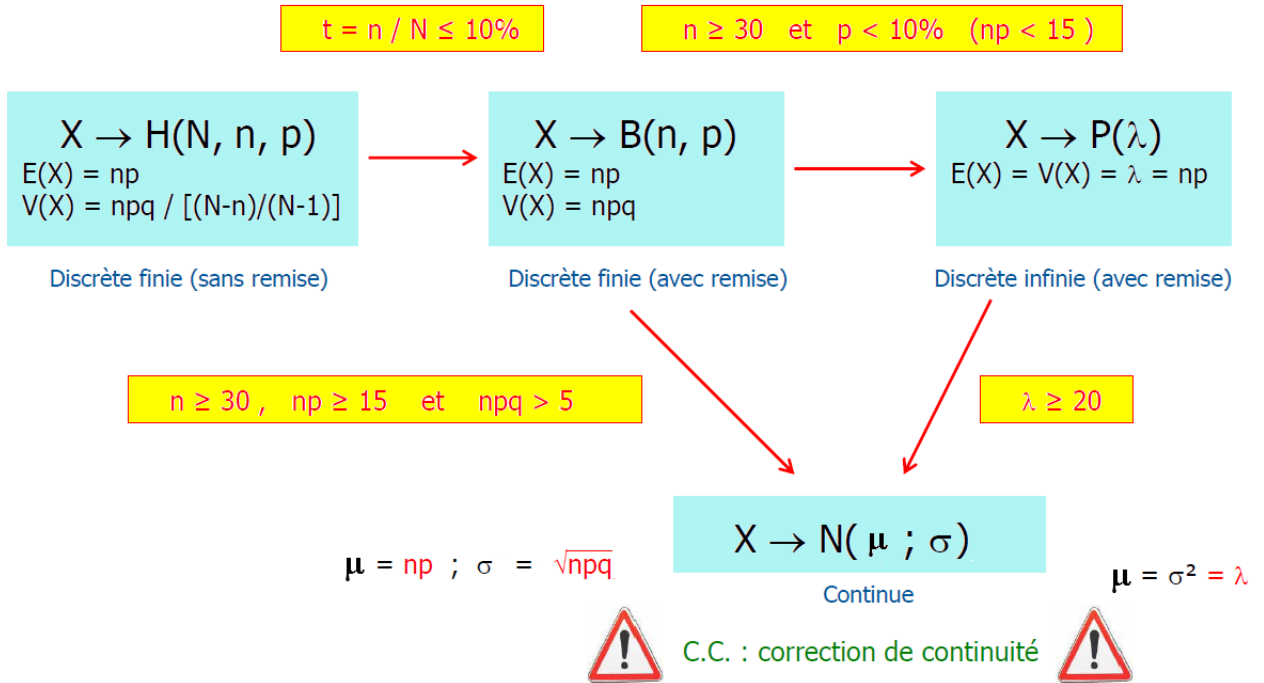 t = n / N ≤ 10%
n ≥ 30 et p < 10% (np < 15 )
X → H(N, n, p)
E(X) = np
V(X) = npq / [(N-n)/(N-1)]
Discrète finie (sans remise)
X → B(n, p)
E(X) = np
V(X) = npq
Discrète finie (avec remise)
X → P(λ)
E(X) = V(X) = λ = np
Discrète infinie (avec remise)
n ≥ 30 , np ≥ 15 et npq > 5
λ ≥ 20
X → N( μ ; σ)
Continue
μ = np ; σ = √npq
μ = σ² = λ
C.C. : correction de continuité